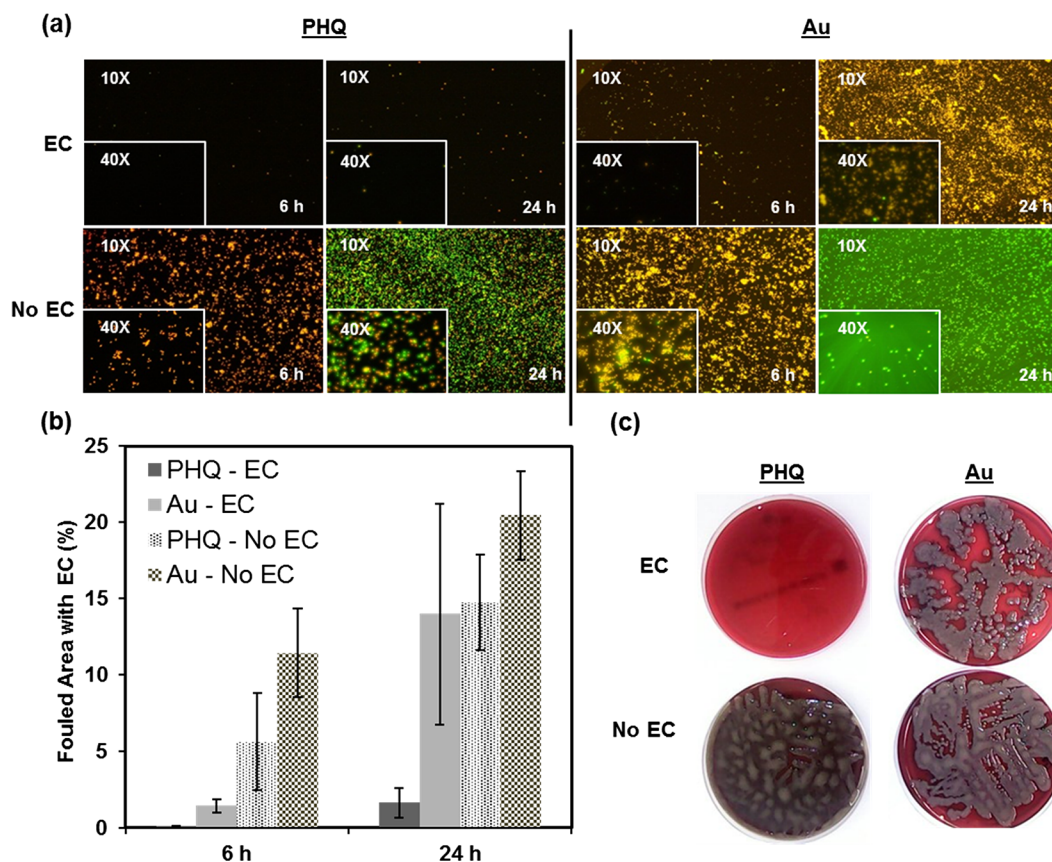 (a)
PHQ
Au
EC
10X
40X
6 h
10X
40X
24 h
10X
40X
6 h
10X
40X
24 h
No EC
10X
40X
6 h
10X
40X
24 h
10X
40X
6 h
10X
40X
24 h
(b)
Fouled Area with EC (%)
25
20
15
10
5
0
PHQ - EC
Au - EC
PHQ - No EC
Au - No EC
6 h
24 h
(c)
PHQ
Au
EC
No EC